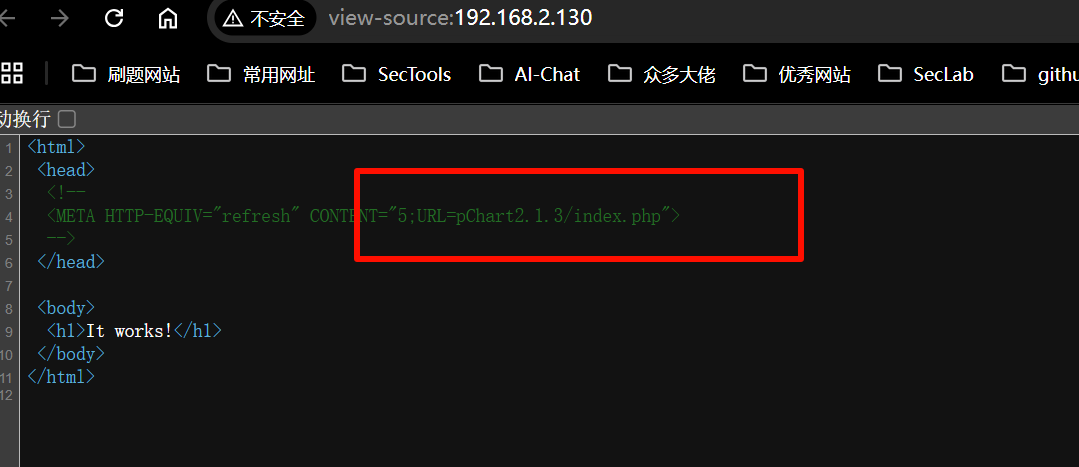 不安全 view-source:192.168.2.130
刷题网站 常用网址 SecTools AI-Chat 众多大佬 优秀网站 SecLab githu
动换行
1 <html>
2 <head>
3 <!--
4 <META HTTP-EQUIV="refresh" CONTENT="5;URL=pChart2.1.3/index.php">
5 -->
6 </head>
7
8 <body>
9 <h1>It works!</h1>
10 </body>
11 </html>
12